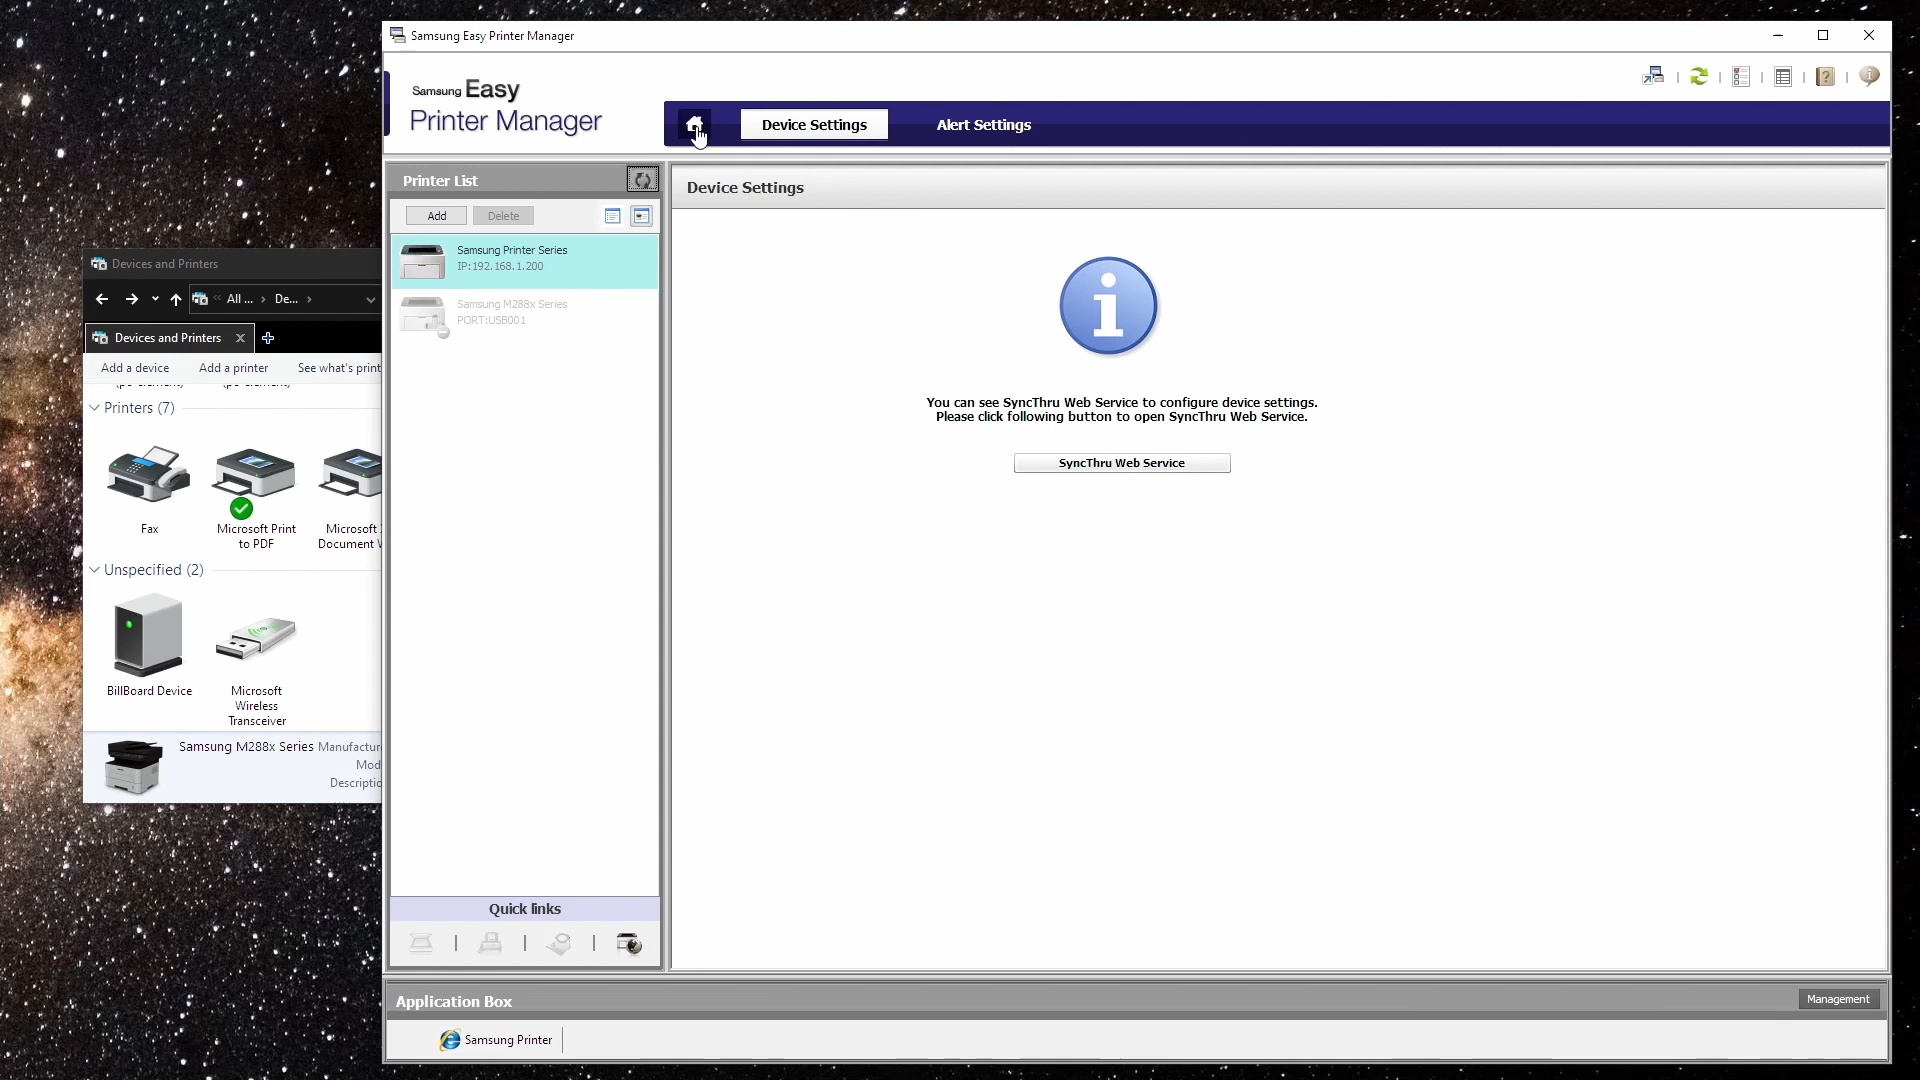 Samsung Easy Printer Manager
Samsung Easy
Printer Manager
Device Settings
Alert Settings
Printer List
Add
Delete
Samsung Printer Series
IP:192.168.1.200
Samsung M288x Series
PORT:USB001
Device Settings
You can see SyncThru Web Service to configure device settings.
Please click following button to open SyncThru Web Service.
SyncThru Web Service
Quick links
Application Box
Management
Samsung Printer
Devices and Printers
All ...
De...
Devices and Printers
Add a device
Add a printer
See what's print
Printers (7)
Fax
Microsoft Print
to PDF
Microsoft
Document
Unspecified (2)
BillBoard Device
Microsoft
Wireless
Transceiver
Samsung M288x Series
Manufactur
Mod
Descriptio